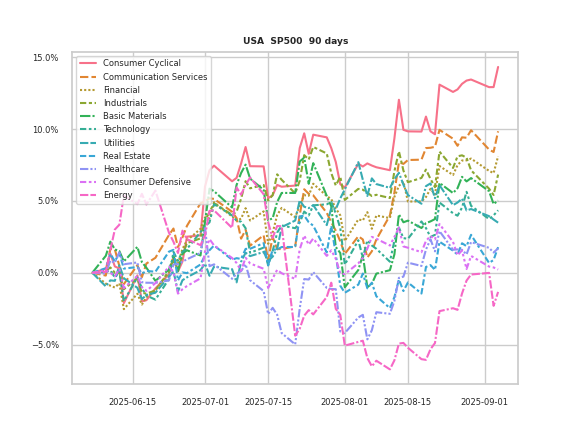 USA SP500 90 days
15.0%
10.0%
5.0%
0.0%
−5.0%
Consumer Cyclical
Communication Services
Financial
Industrials
Basic Materials
Technology
Utilities
Real Estate
Healthcare
Consumer Defensive
Energy
2025-06-15
2025-07-01
2025-07-15
2025-08-01
2025-08-15
2025-09-01